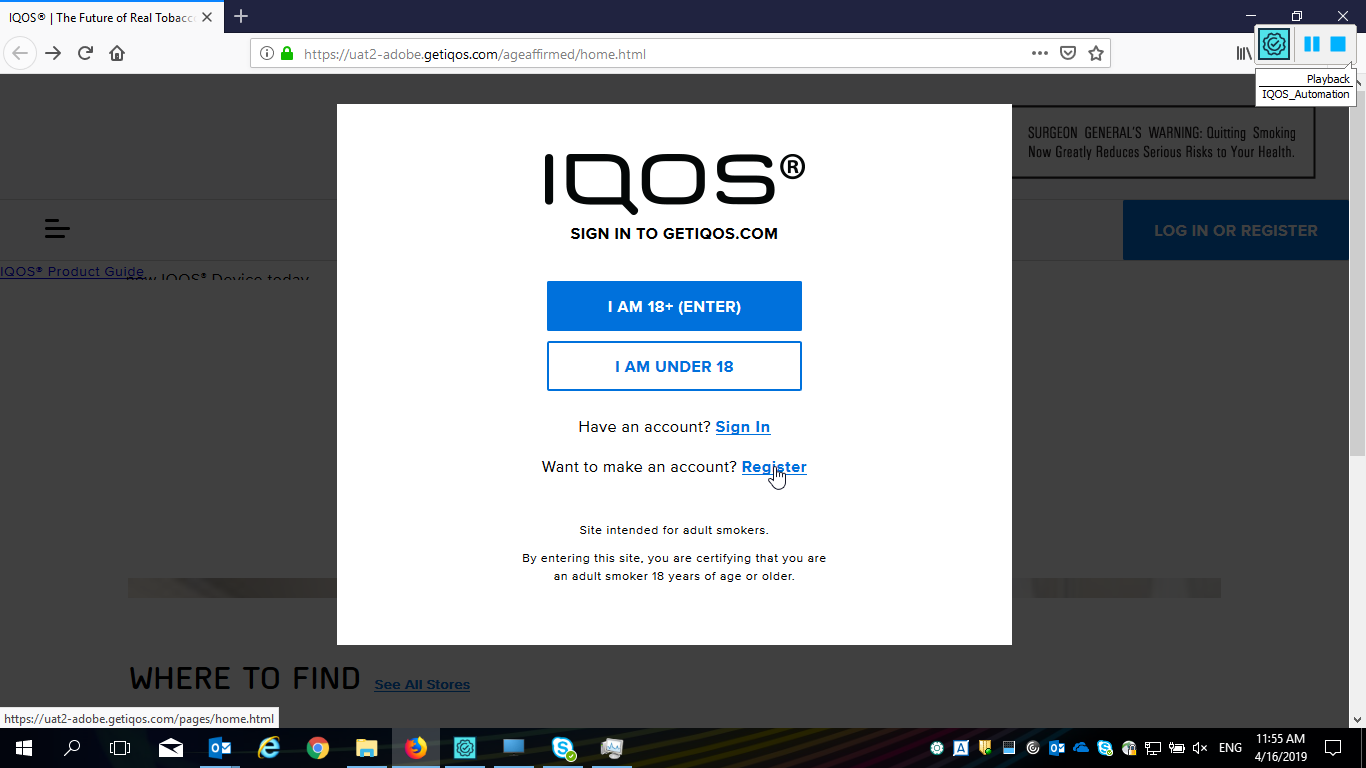 IQOS® | The Future of Real Tobacc
https://uat2-adobe.getiqos.com/ageaffirmed/home.html
Playback
IQOS_Automation
SURGEON GENERAL'S WARNING: Quitting Smoking
Now Greatly Reduces Serious Risks to Your Health.
IQOS®
SIGN IN TO GETIQOS.COM
LOG IN OR REGISTER
IQOS® Product Guide
new IQOS® Device today
I AM 18+ (ENTER)
I AM UNDER 18
Have an account? Sign In
Want to make an account? Register
Site intended for adult smokers.
By entering this site, you are certifying that you are
an adult smoker 18 years of age or older.
WHERE TO FIND See All Stores
https://uat2-adobe.getiqos.com/pages/home.html
ENG
11:55 AM
4/16/2019